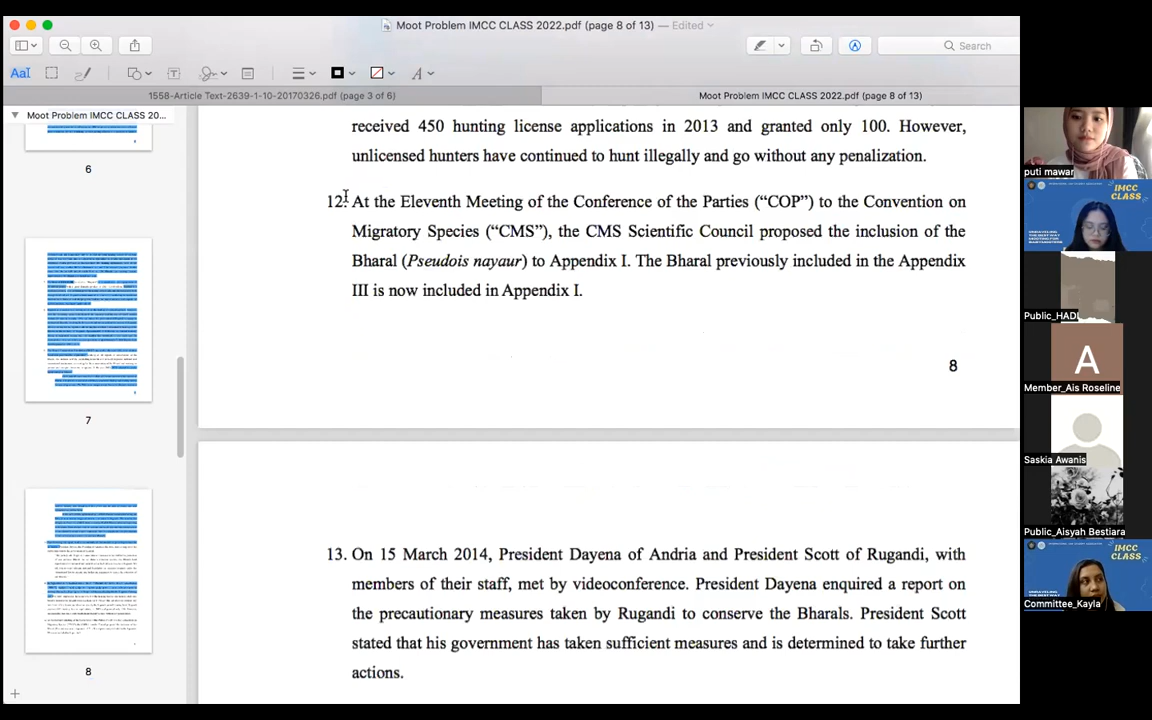 Moot Problem IMCC CLASS 2022.pdf (page 8 of 13) — Edited
Search
1558-Article Text-2639-1-10-20170326.pdf (page 3 of 6)
Moot Problem IMCC CLASS 2022.pdf (page 8 of 13)
Moot Problem IMCC CLASS 20...
6
7
8
received 450 hunting license applications in 2013 and granted only 100. However,
unlicensed hunters have continued to hunt illegally and go without any penalization.
12. At the Eleventh Meeting of the Conference of the Parties (“COP”) to the Convention on
Migratory Species (“CMS”), the CMS Scientific Council proposed the inclusion of the
Bharal (Pseudois nayaur) to Appendix I. The Bharal previously included in the Appendix
III is now included in Appendix I.
8
13. On 15 March 2014, President Dayena of Andria and President Scott of Rugandi, with
members of their staff, met by videoconference. President Dayena enquired a report on
the precautionary measures taken by Rugandi to conserve the Bharals. President Scott
stated that his government has taken sufficient measures and is determined to take further
actions.
puti mawar
IMCC
CLASS
Public_HADI
A
Member_Ais Roseline
Saskia Awanis
Public_Aisyah Bestiara
IMCC
CLASS
Committee_Kayla